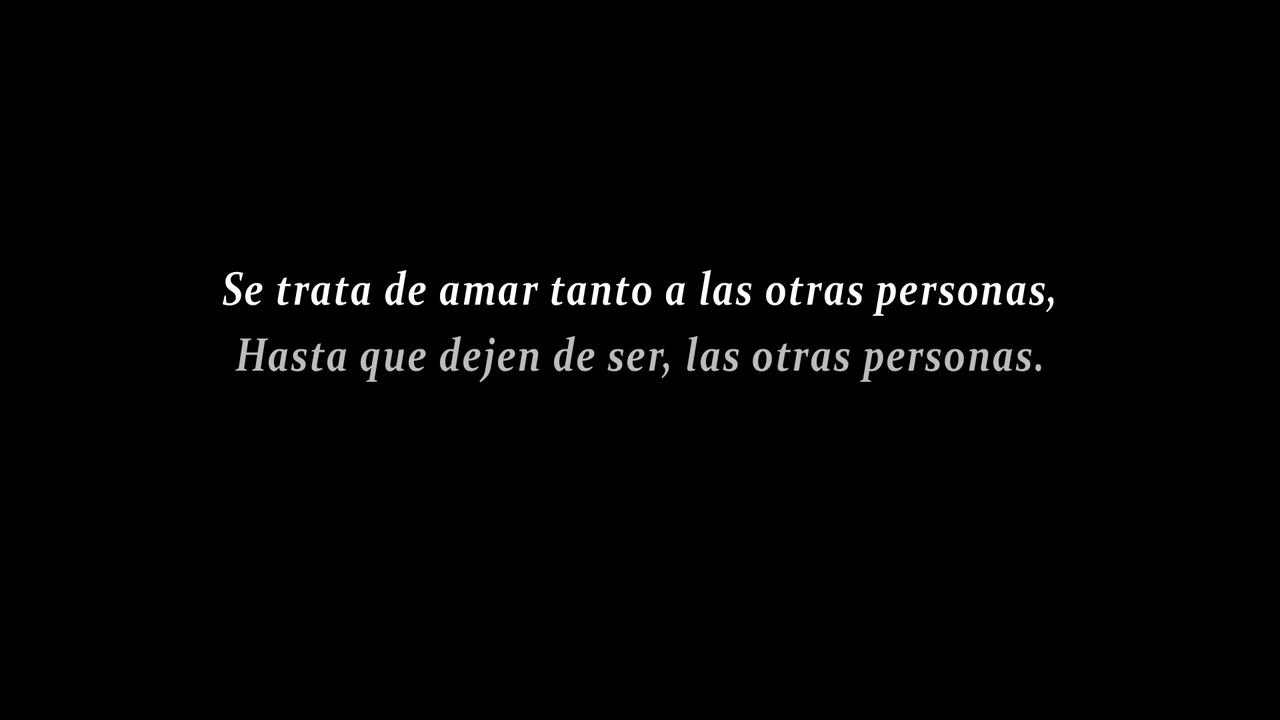 Se trata de amar tanto a las otras personas,
Hasta que dejen de ser, las otras personas.